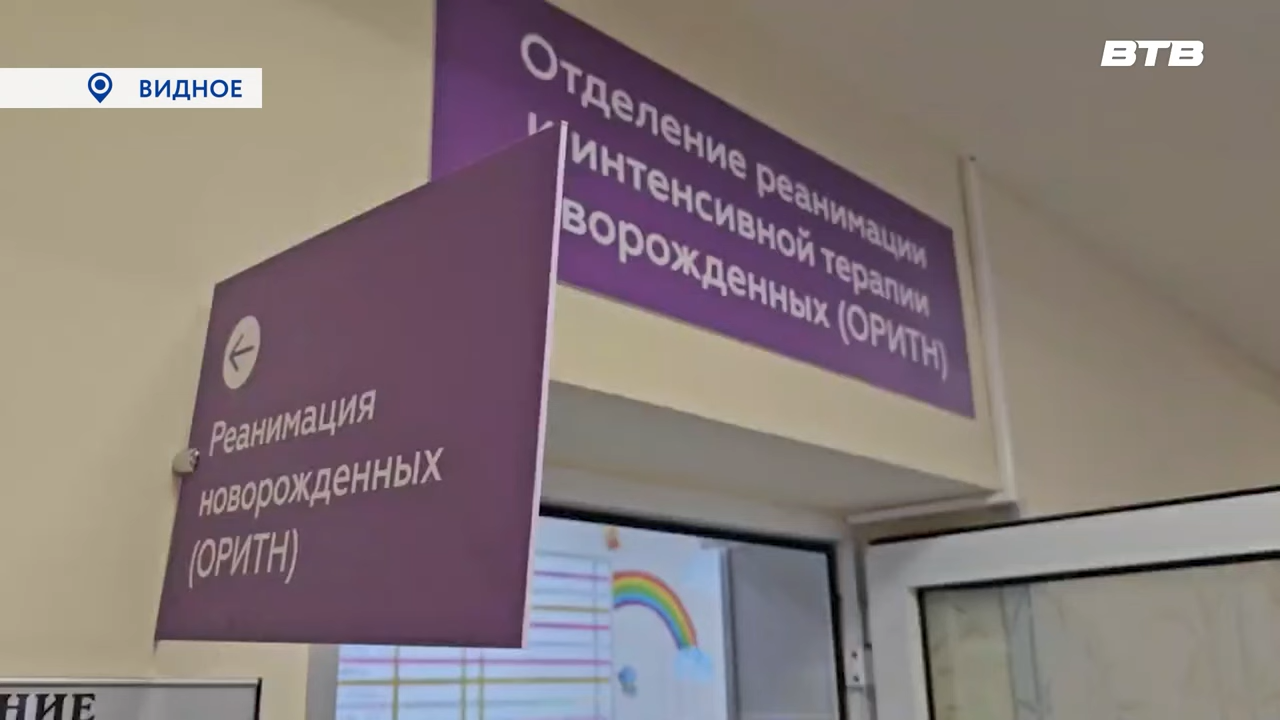 ВИДНОЕ
ВТВ
Отделение реанимации
и интенсивной терапии
ворожденных (ОРИТН)
Реанимация
новорожденных
(ОРИТН)
НИЕ